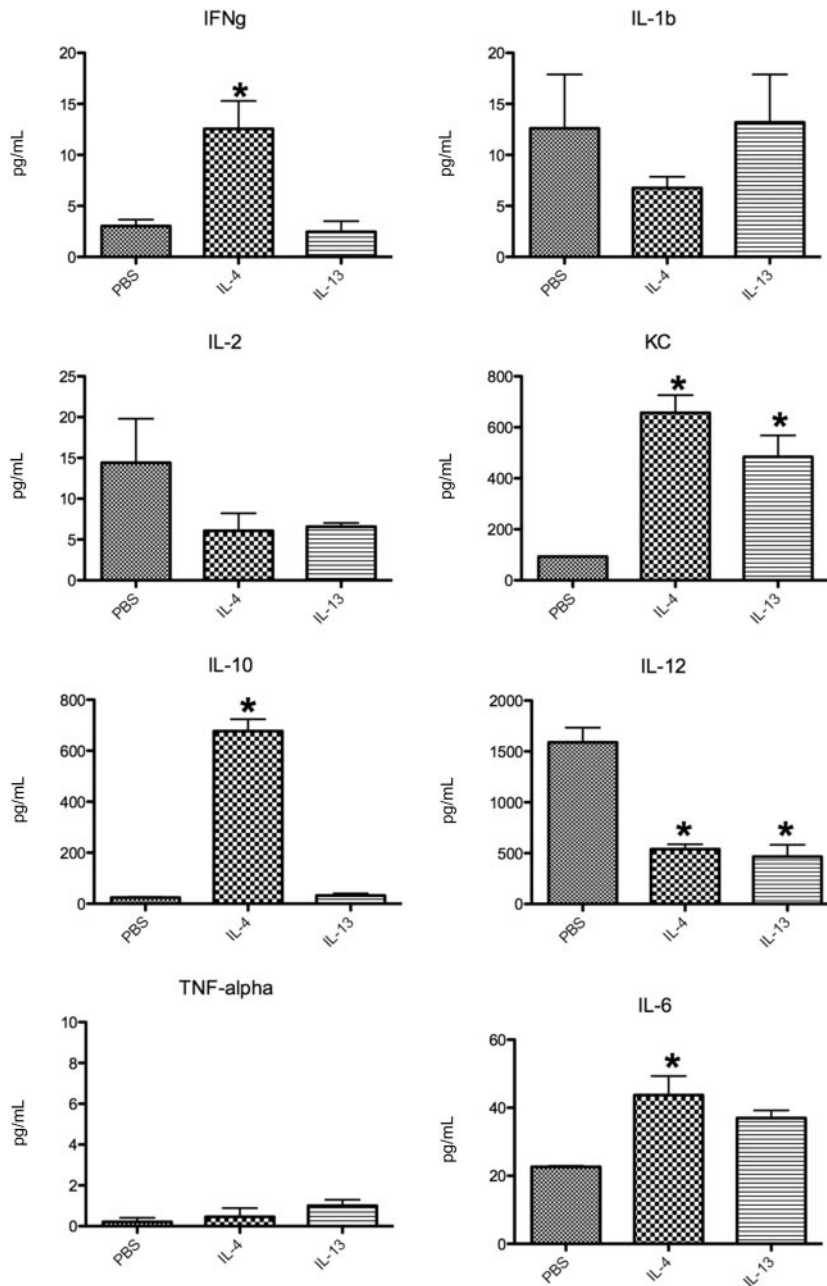 IFNg
20
15
10
5
0
pg/mL
*
PBS
IL-4
IL-13
IL-1b
20
15
10
5
0
pg/mL
PBS
IL-4
IL-13
IL-2
25
20
15
10
5
0
pg/mL
PBS
IL-4
IL-13
KC
800
600
400
200
0
pg/mL
*
*
PBS
IL-4
IL-13
IL-10
800
600
400
200
0
pg/mL
*
PBS
IL-4
IL-13
IL-12
2000
1500
1000
500
0
pg/mL
*
*
PBS
IL-4
IL-13
TNF-alpha
10
8
6
4
2
0
pg/mL
PBS
IL-4
IL-13
IL-6
60
40
20
0
pg/mL
*
PBS
IL-4
IL-13